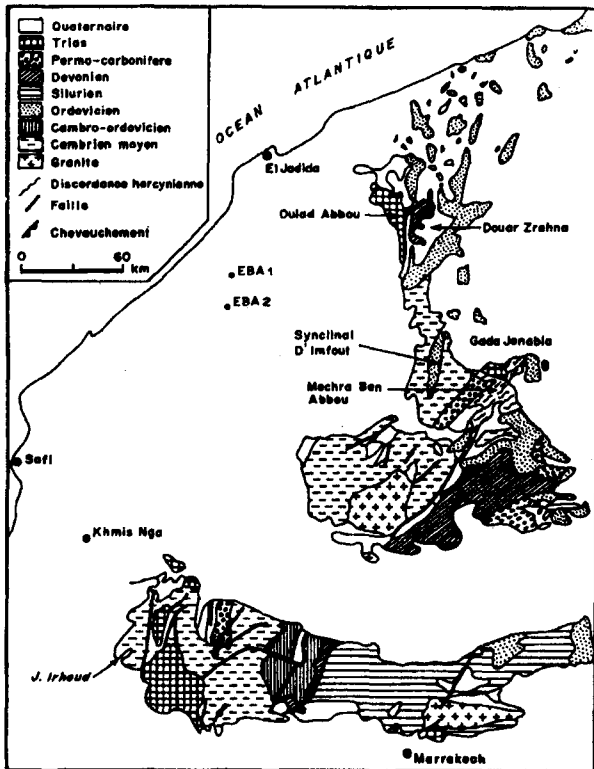 Quaternaire
Trias
Permo-carbonifere
Devonien
Silurien
Ordovicien
Cambro-ordovicien
Cambrien moyen
Granite
Discordance hercynienne
Faille
Chevauchement
0 60
km
OCEAN ATLANTIQUE
El Jadida
Oulad Abbou
Douar Zrahna
EBA 1
EBA 2
Synclinal
D'Imfout
Gada Jenabia
Mechra Ben
Abbou
Safi
Khmis Nga
J. Irhoud
Marrakech